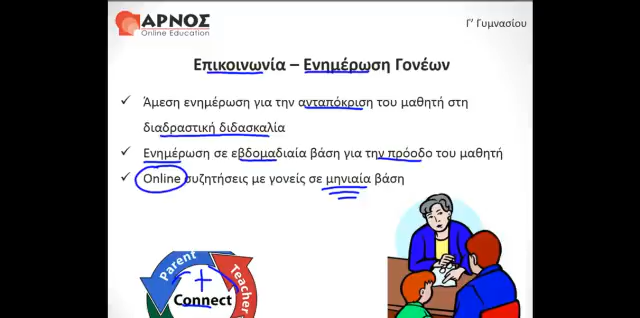 ΑΡΝΟΣ
Online Education
Γ’ Γυμνασίου
Επικοινωνία – Ενημέρωση Γονέων
Άμεση ενημέρωση για την ανταπόκριση του μαθητή στη
διαδραστική διδασκαλία
Ενημέρωση σε εβδομαδιαία βάση για την πρόοδο του μαθητή
Online συζητήσεις με γονείς σε μηνιαία βάση
Parent
Teacher
+
Connect